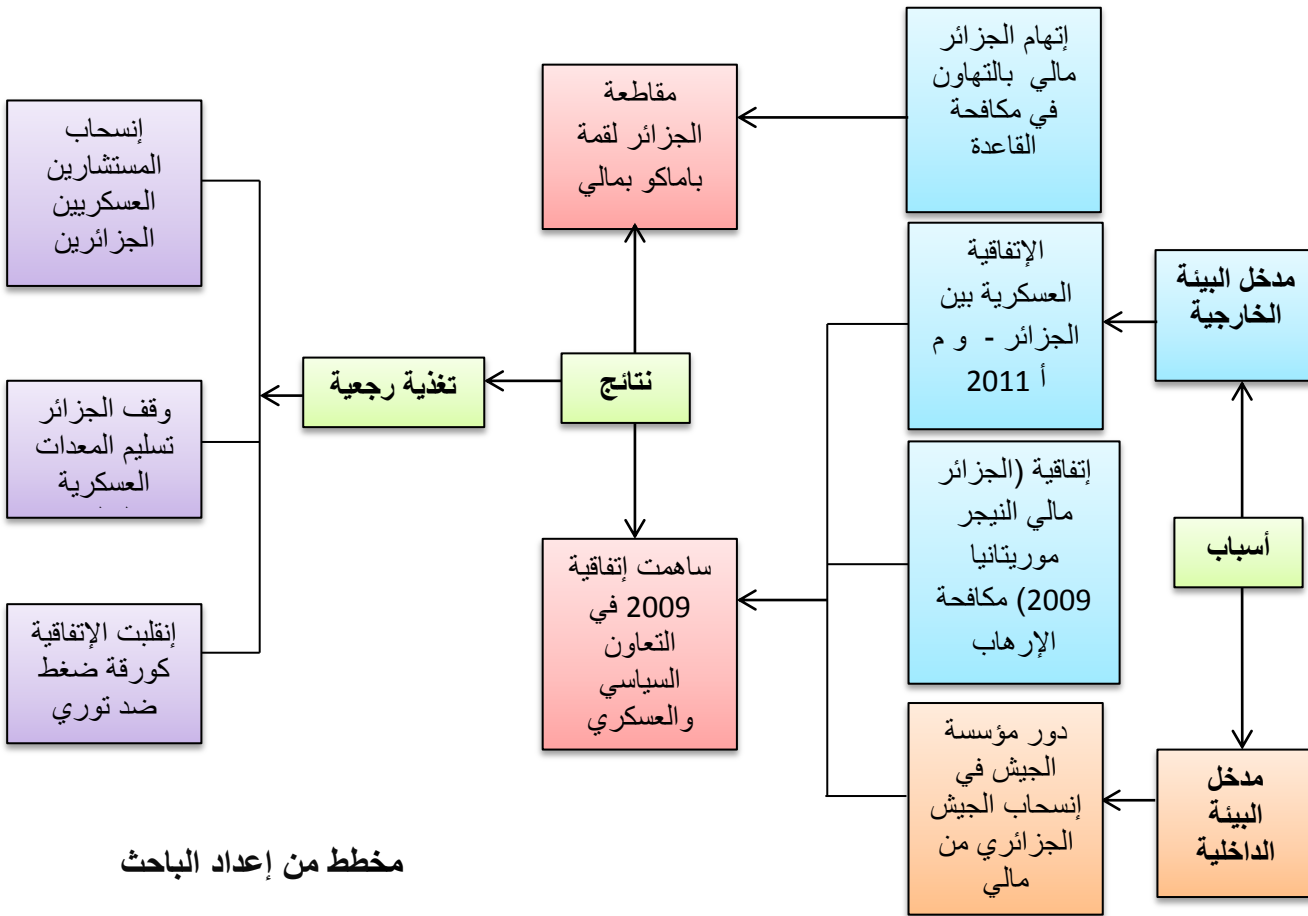 أسباب
مدخل البيئة
الخارجية
مدخل
البيئة
الداخلية
إتهام الجزائر
مالي بالتهاون
في مكافحة
القاعدة
الإتفاقية
العسكرية بين
الجزائر - و م
أ 2011
إتفاقية (الجزائر
مالي النيجر
موريتانيا
2009) مكافحة
الإرهاب
دور مؤسسة
الجيش في
إنسحاب الجيش
الجزائري من
مالي
مقاطعة
الجزائر لقمة
باماكو بمالي
نتائج
ساهمت إتفاقية
2009 في
التعاون
السياسي
والعسكري
تغذية رجعية
إنسحاب
المستشارين
العسكريين
الجزائرين
وقف الجزائر
تسليم المعدات
العسكرية
إنقلبت الإتفاقية
كورقة ضغط
ضد توري
مخطط من إعداد الباحث